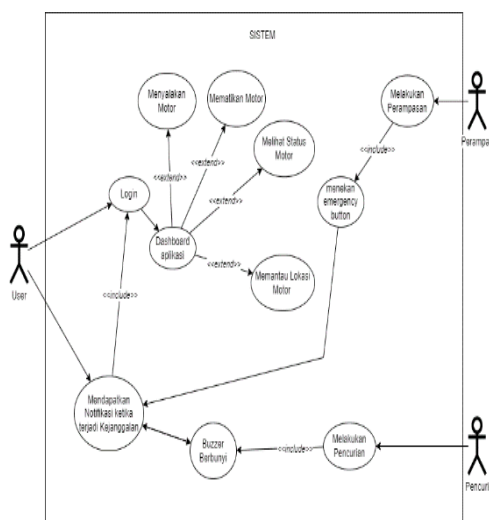 SISTEM
Menyalakan
Motor
Mematikan Motor
Melakukan
Perampasan
Perampa
<<extend>>
<<extend>>
Melihat Status
Motor
<<include>>
<<extend>>
Login
menekan
emergency
button
Dashboard
aplikasi
<<extend>>
Memantau Lokasi
Motor
User
<<include>>
Mendapatkan
Notifikasi ketika
terjadi Kejanggalan
Buzzer
Berbunyi
<<include>>
Melakukan
Pencurian
Pencuri